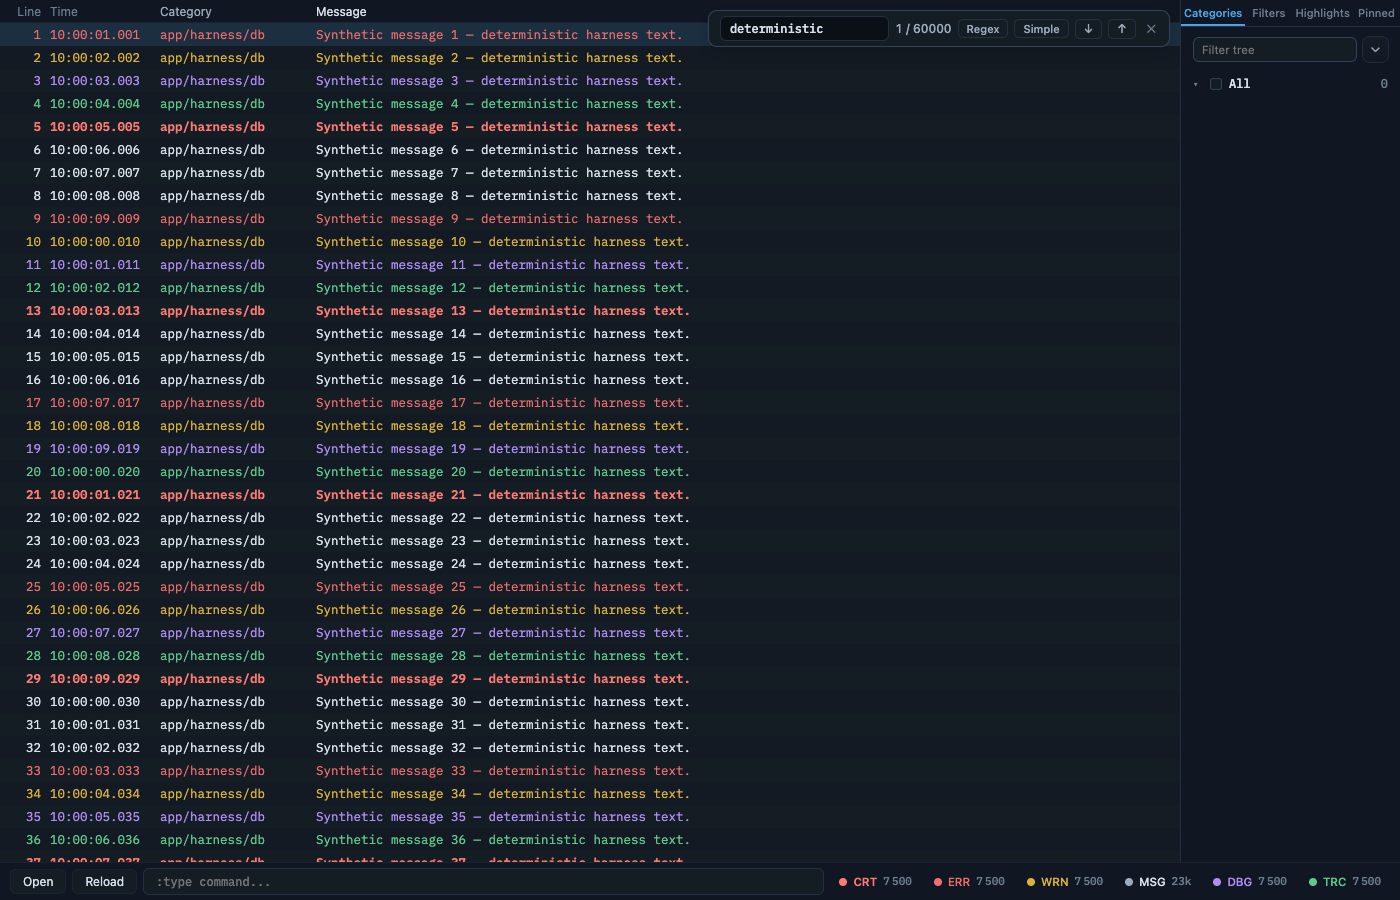 Line Time Category Message
deterministic 1 / 60000 Regex Simple
Categories Filters Highlights Pinned
Filter tree
All 0
1 10:00:01.001 app/harness/db Synthetic message 1 — deterministic harness text.
2 10:00:02.002 app/harness/db Synthetic message 2 — deterministic harness text.
3 10:00:03.003 app/harness/db Synthetic message 3 — deterministic harness text.
4 10:00:04.004 app/harness/db Synthetic message 4 — deterministic harness text.
5 10:00:05.005 app/harness/db Synthetic message 5 — deterministic harness text.
6 10:00:06.006 app/harness/db Synthetic message 6 — deterministic harness text.
7 10:00:07.007 app/harness/db Synthetic message 7 — deterministic harness text.
8 10:00:08.008 app/harness/db Synthetic message 8 — deterministic harness text.
9 10:00:09.009 app/harness/db Synthetic message 9 — deterministic harness text.
10 10:00:00.010 app/harness/db Synthetic message 10 — deterministic harness text.
11 10:00:01.011 app/harness/db Synthetic message 11 — deterministic harness text.
12 10:00:02.012 app/harness/db Synthetic message 12 — deterministic harness text.
13 10:00:03.013 app/harness/db Synthetic message 13 — deterministic harness text.
14 10:00:04.014 app/harness/db Synthetic message 14 — deterministic harness text.
15 10:00:05.015 app/harness/db Synthetic message 15 — deterministic harness text.
16 10:00:06.016 app/harness/db Synthetic message 16 — deterministic harness text.
17 10:00:07.017 app/harness/db Synthetic message 17 — deterministic harness text.
18 10:00:08.018 app/harness/db Synthetic message 18 — deterministic harness text.
19 10:00:09.019 app/harness/db Synthetic message 19 — deterministic harness text.
20 10:00:00.020 app/harness/db Synthetic message 20 — deterministic harness text.
21 10:00:01.021 app/harness/db Synthetic message 21 — deterministic harness text.
22 10:00:02.022 app/harness/db Synthetic message 22 — deterministic harness text.
23 10:00:03.023 app/harness/db Synthetic message 23 — deterministic harness text.
24 10:00:04.024 app/harness/db Synthetic message 24 — deterministic harness text.
25 10:00:05.025 app/harness/db Synthetic message 25 — deterministic harness text.
26 10:00:06.026 app/harness/db Synthetic message 26 — deterministic harness text.
27 10:00:07.027 app/harness/db Synthetic message 27 — deterministic harness text.
28 10:00:08.028 app/harness/db Synthetic message 28 — deterministic harness text.
29 10:00:09.029 app/harness/db Synthetic message 29 — deterministic harness text.
30 10:00:00.030 app/harness/db Synthetic message 30 — deterministic harness text.
31 10:00:01.031 app/harness/db Synthetic message 31 — deterministic harness text.
32 10:00:02.032 app/harness/db Synthetic message 32 — deterministic harness text.
33 10:00:03.033 app/harness/db Synthetic message 33 — deterministic harness text.
34 10:00:04.034 app/harness/db Synthetic message 34 — deterministic harness text.
35 10:00:05.035 app/harness/db Synthetic message 35 — deterministic harness text.
36 10:00:06.036 app/harness/db Synthetic message 36 — deterministic harness text.
Open Reload :type command... CRT 7 500 ERR 7 500 WRN 7 500 MSG 23k DBG 7 500 TRC 7 500